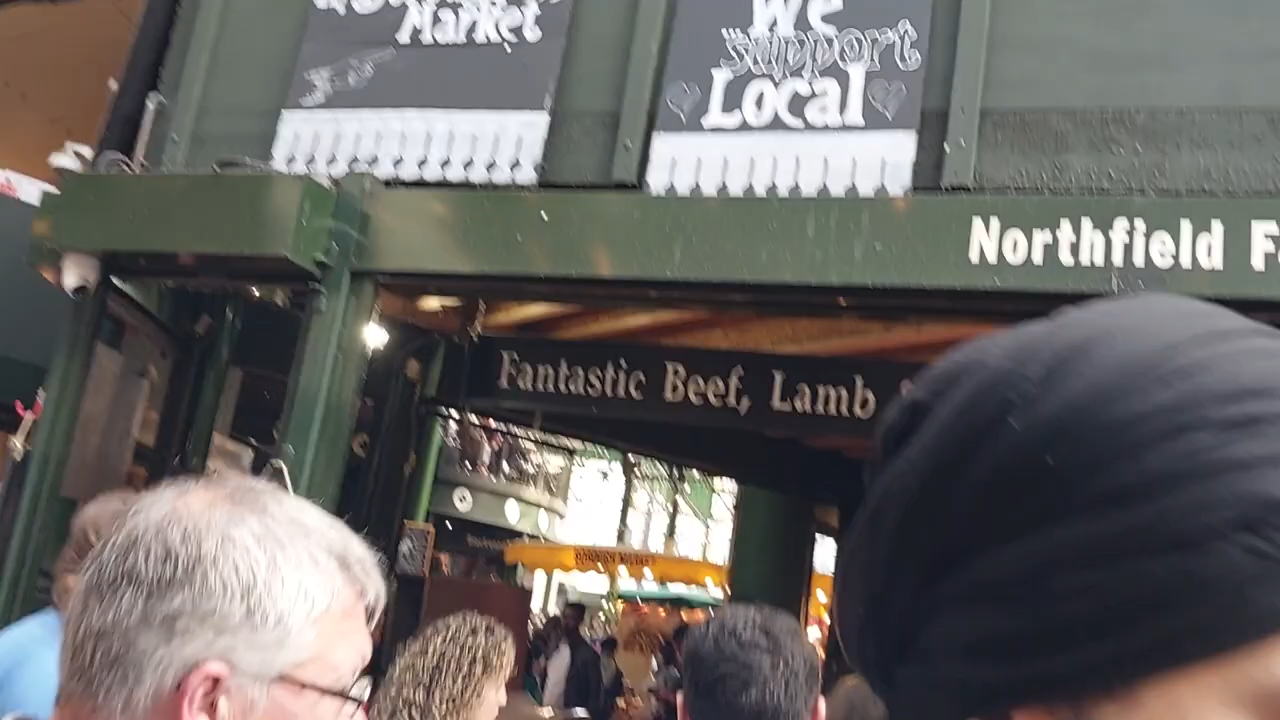 Market
We
support
Local
Northfield
Fantastic Beef, Lamb